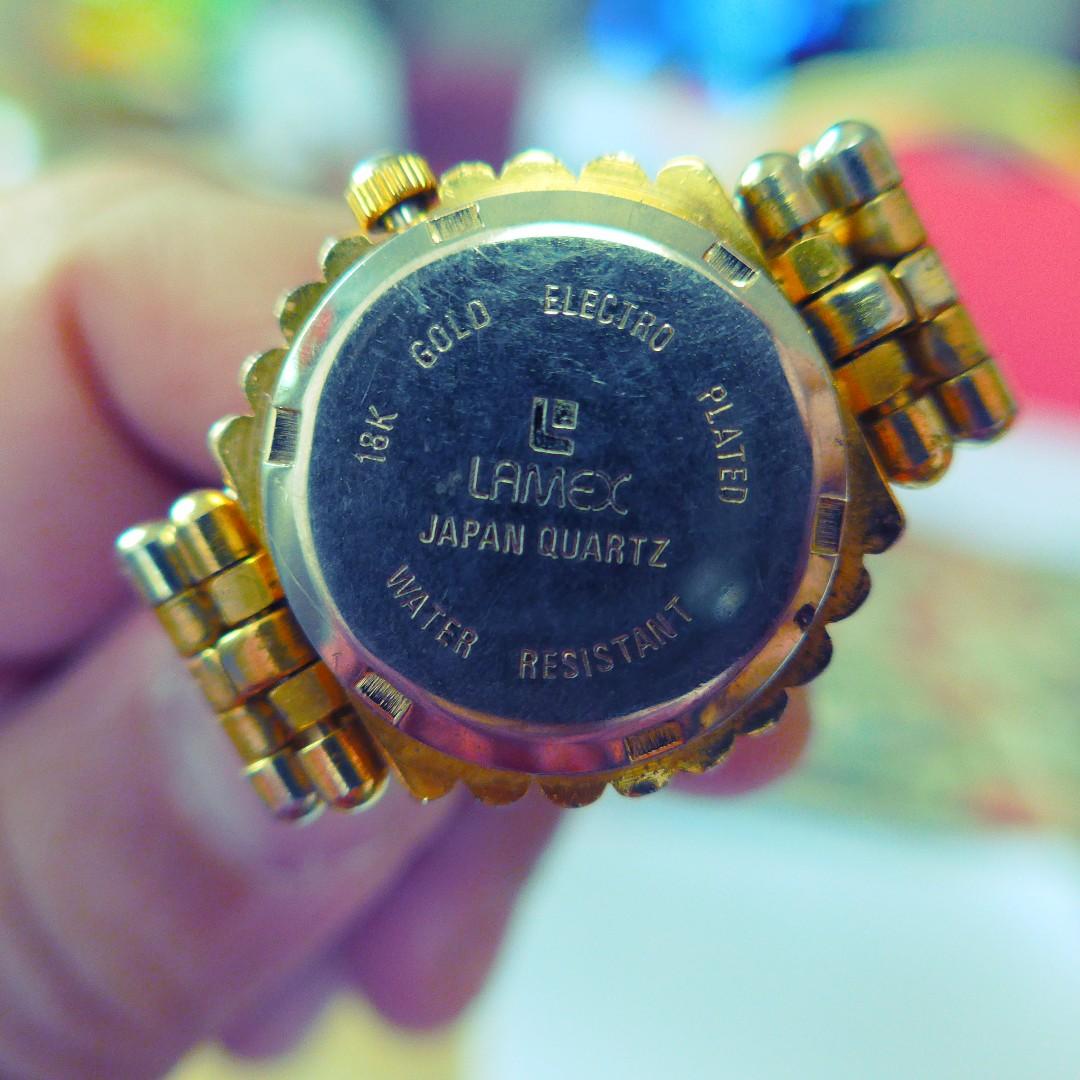 18K GOLD ELECTRO PLATED
LAMEX
JAPAN QUARTZ
WATER RESISTANT